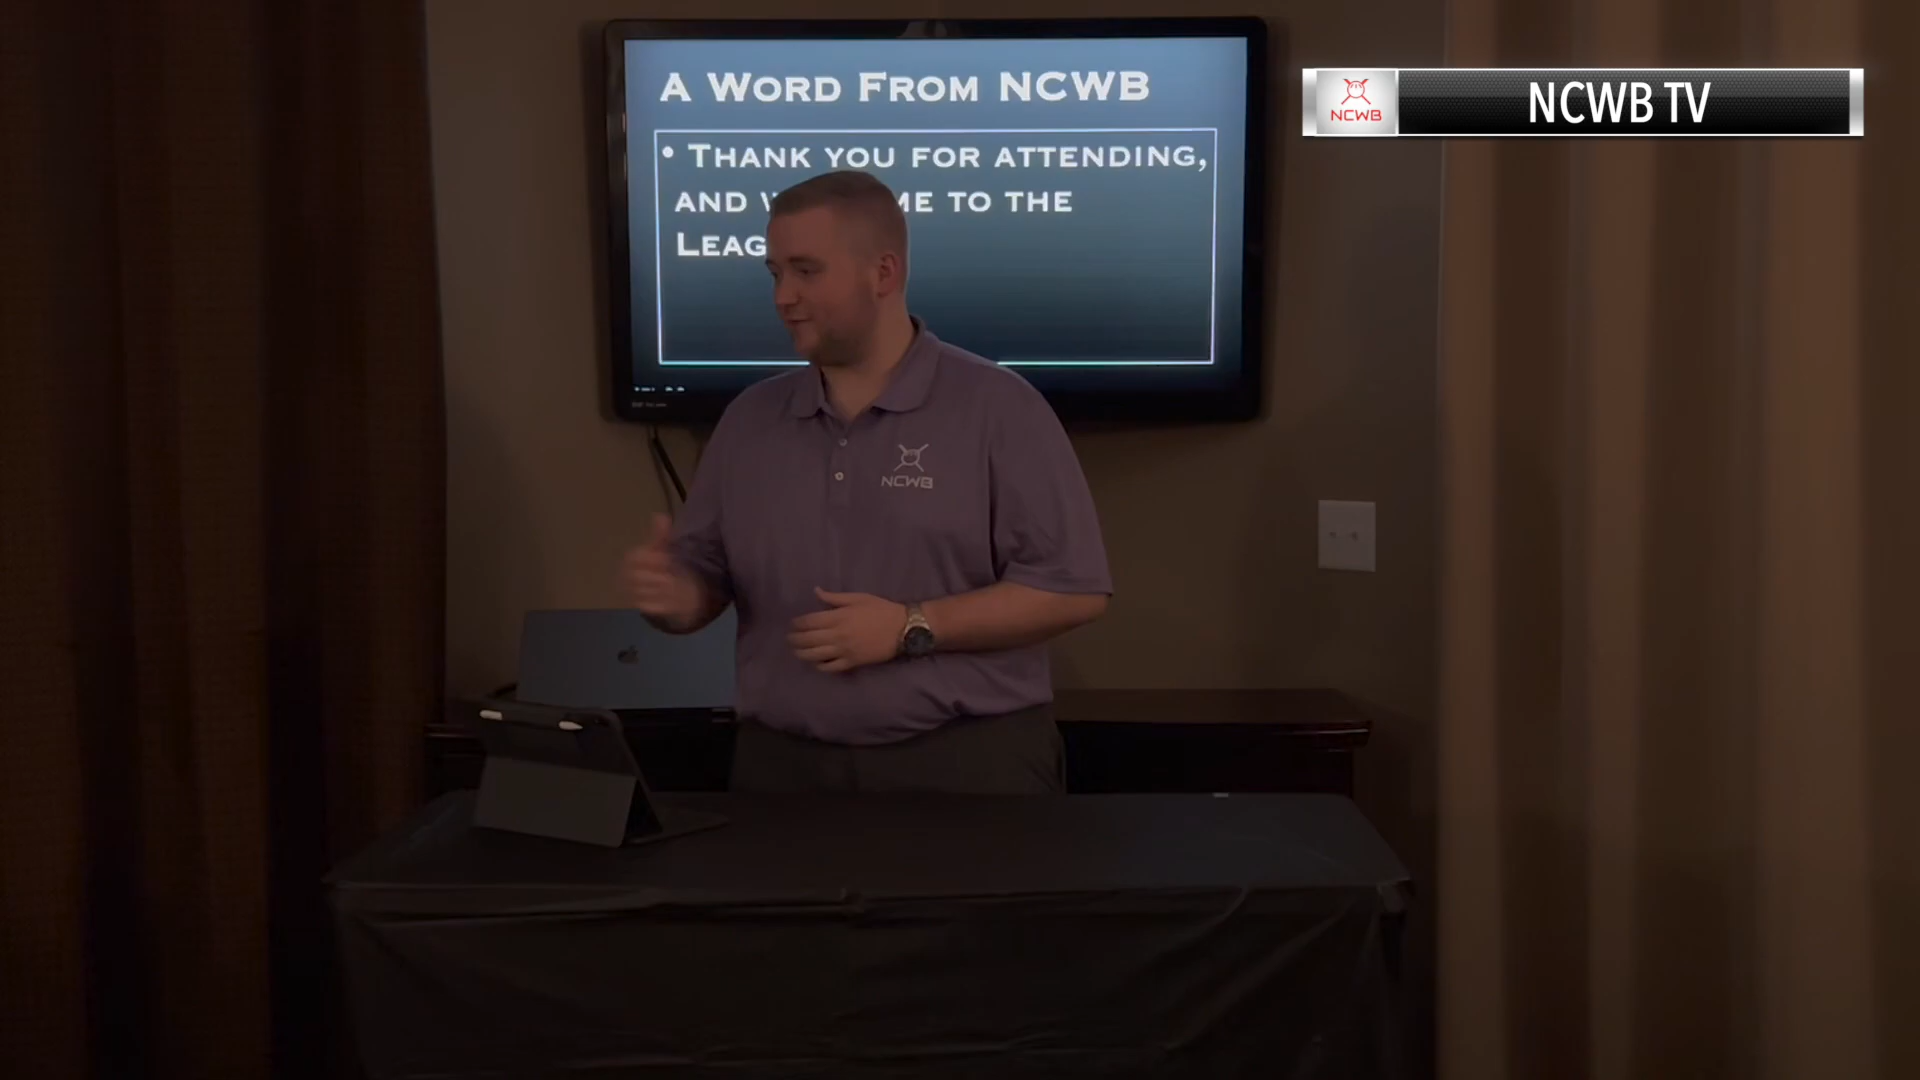 A WORD FROM NCWB
• THANK YOU FOR ATTENDING,
AND ME TO THE
LEAG
NCWB
NCWB TV
NCWB